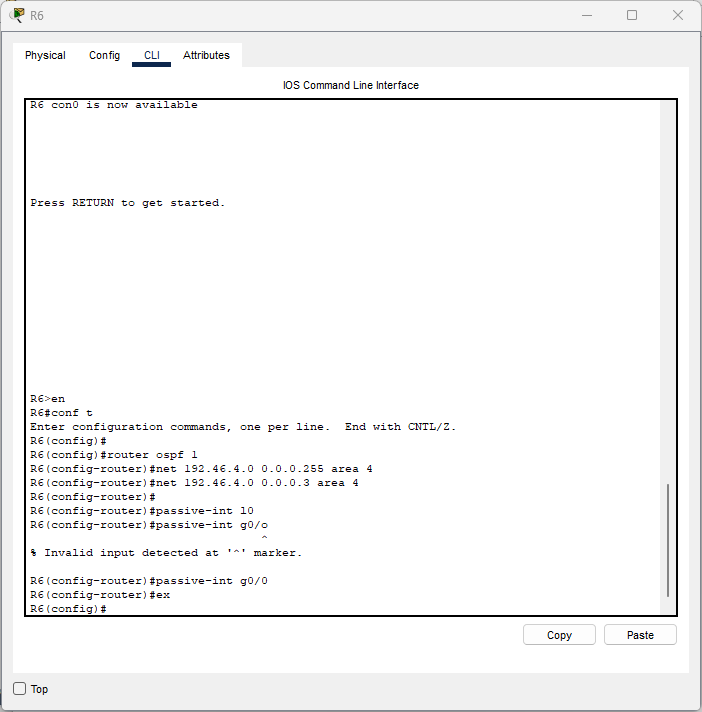 R6
Physical Config CLI Attributes
IOS Command Line Interface
R6 con0 is now available
Press RETURN to get started.
R6>en
R6#conf t
Enter configuration commands, one per line.  End with CNTL/Z.
R6(config)#
R6(config)#router ospf 1
R6(config-router)#net 192.46.4.0 0.0.0.255 area 4
R6(config-router)#net 192.46.4.0 0.0.0.3 area 4
R6(config-router)#
R6(config-router)#passive-int l0
R6(config-router)#passive-int g0/o
^
% Invalid input detected at '^' marker.
R6(config-router)#passive-int g0/0
R6(config-router)#ex
R6(config)#
Copy Paste
Top